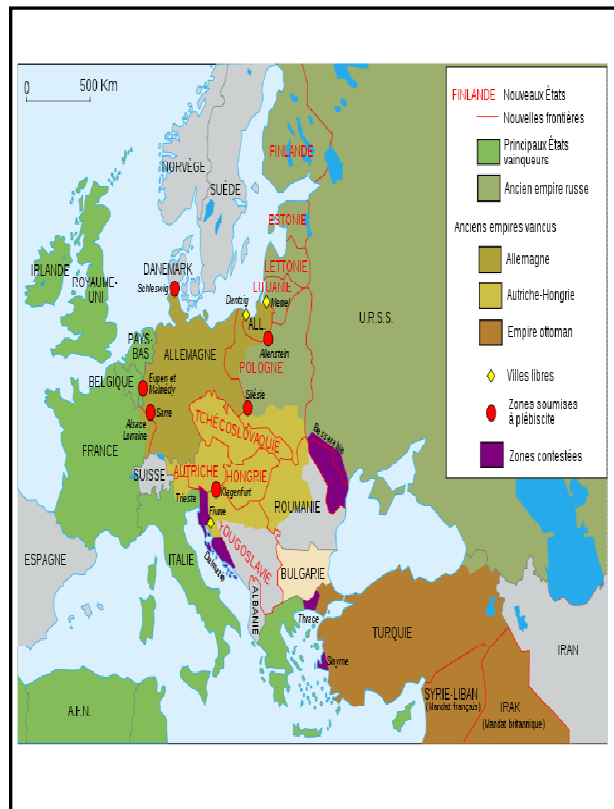 0 500 Km
FINLANDE Nouveaux États
Nouvelles frontières
Principaux États
vainqueurs
Ancien empire russe
Anciens empires vaincus
Allemagne
Autriche-Hongrie
Empire ottoman
Villes libres
Zones soumises
à plébiscite
Zones contestées
NORVÈGE
SUÈDE
FINLANDE
ESTONIE
LETTONIE
LITUANIE
IRLANDE
ROYAUME-
UNI
DANEMARK
Schleswig
Dantzig
Memel
ALL.
Allenstein
U.R.S.S.
PAYS-
BAS
ALLEMAGNE
POLOGNE
BELGIQUE
Eupen et
Malmédy
Silésie
Sarre
Alsace
Lorraine
TCHÉCOSLOVAQUIE
Bessarabie
FRANCE
SUISSE
AUTRICHE
HONGRIE
Klagenfurt
Trieste
Fiume
ROUMANIE
YOUGOSLAVIE
Dalmatie
ESPAGNE
ITALIE
BULGARIE
ALBANIE
Thrace
Smyrne
TURQUIE
IRAN
SYRIE-LIBAN
(Mandat français)
IRAK
(Mandat britannique)
A.F.N.